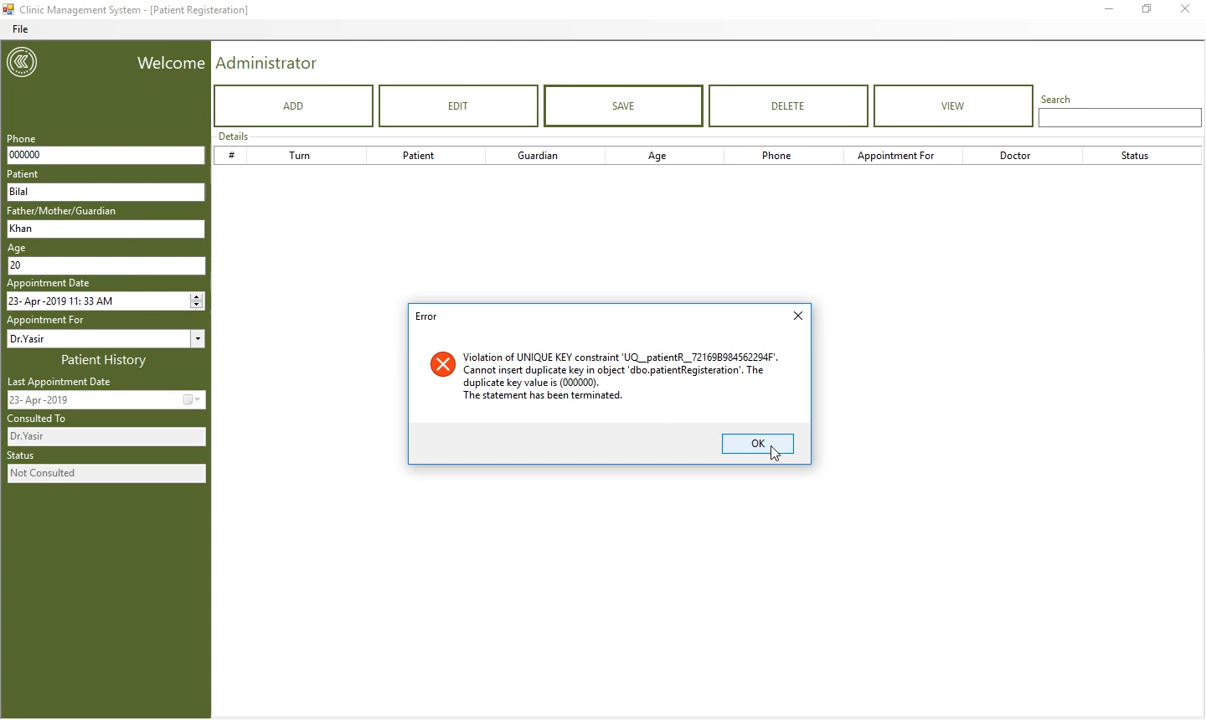 Clinic Management System - [Patient Registeration]
File
Welcome Administrator
ADD EDIT SAVE DELETE VIEW
Search
Details
# Turn Patient Guardian Age Phone Appointment For Doctor Status
Phone
000000
Patient
Bilal
Father/Mother/Guardian
Khan
Age
20
Appointment Date
23- Apr -2019 11: 33 AM
Appointment For
Dr.Yasir
Patient History
Last Appointment Date
23- Apr -2019
Consulted To
Dr.Yasir
Status
Not Consulted
Error
Violation of UNIQUE KEY constraint 'UQ__patientR__72169B984562294F'.
Cannot insert duplicate key in object 'dbo.patientRegisteration'. The
duplicate key value is (000000).
The statement has been terminated.
OK